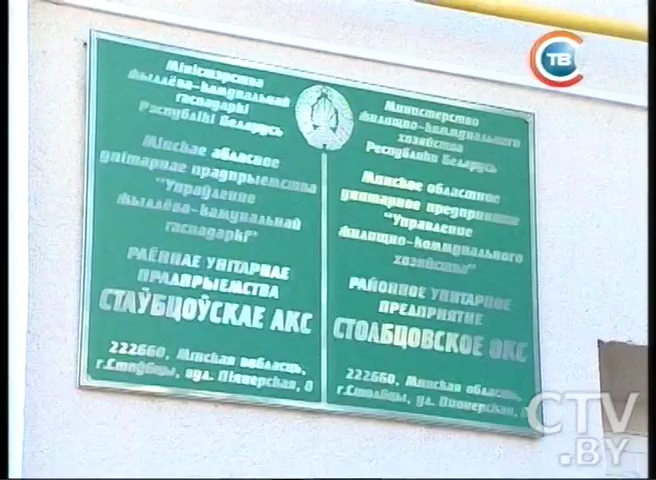 Міністэрства
жыллёва-камунальнай
гаспадаркі
Рэспублікі Беларусь
Мінскае абласное
унітарнае прадпрыемства
"Упраўленне
жыллёва-камунальнай
гаспадаркі"
РАЁННАЕ УНІТАРНАЕ
ПРАДПРЫЕМСТВА
СТАЎБЦОЎСКАЕ АКС
222660, Мінская вобласць,
г.Стоўбцы, вул. Піянерская, 8
Министерство
жилищно-коммунального
хозяйства
Республики Беларусь
Минское областное
унитарное предприятие
"Управление
жилищно-коммунального
хозяйства"
РАЙОННОЕ УНИТАРНОЕ
ПРЕДПРИЯТИЕ
СТОЛБЦОВСКОЕ ОКС
222660, Минская область,
г.Столбцы, ул. Пионерская,
СТВ
CTV
.BY